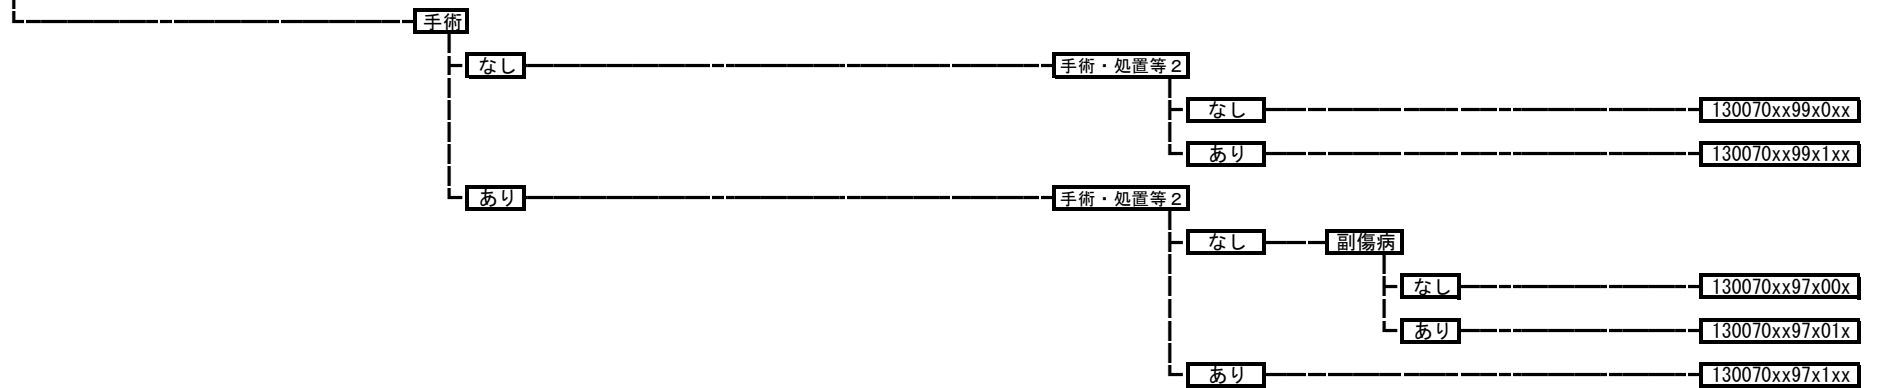 手術
なし 手術・処置等２
なし 130070xx99x0xx
あり 130070xx99x1xx
あり 手術・処置等２
なし 副傷病
なし 130070xx97x00x
あり 130070xx97x01x
あり 130070xx97x1xx